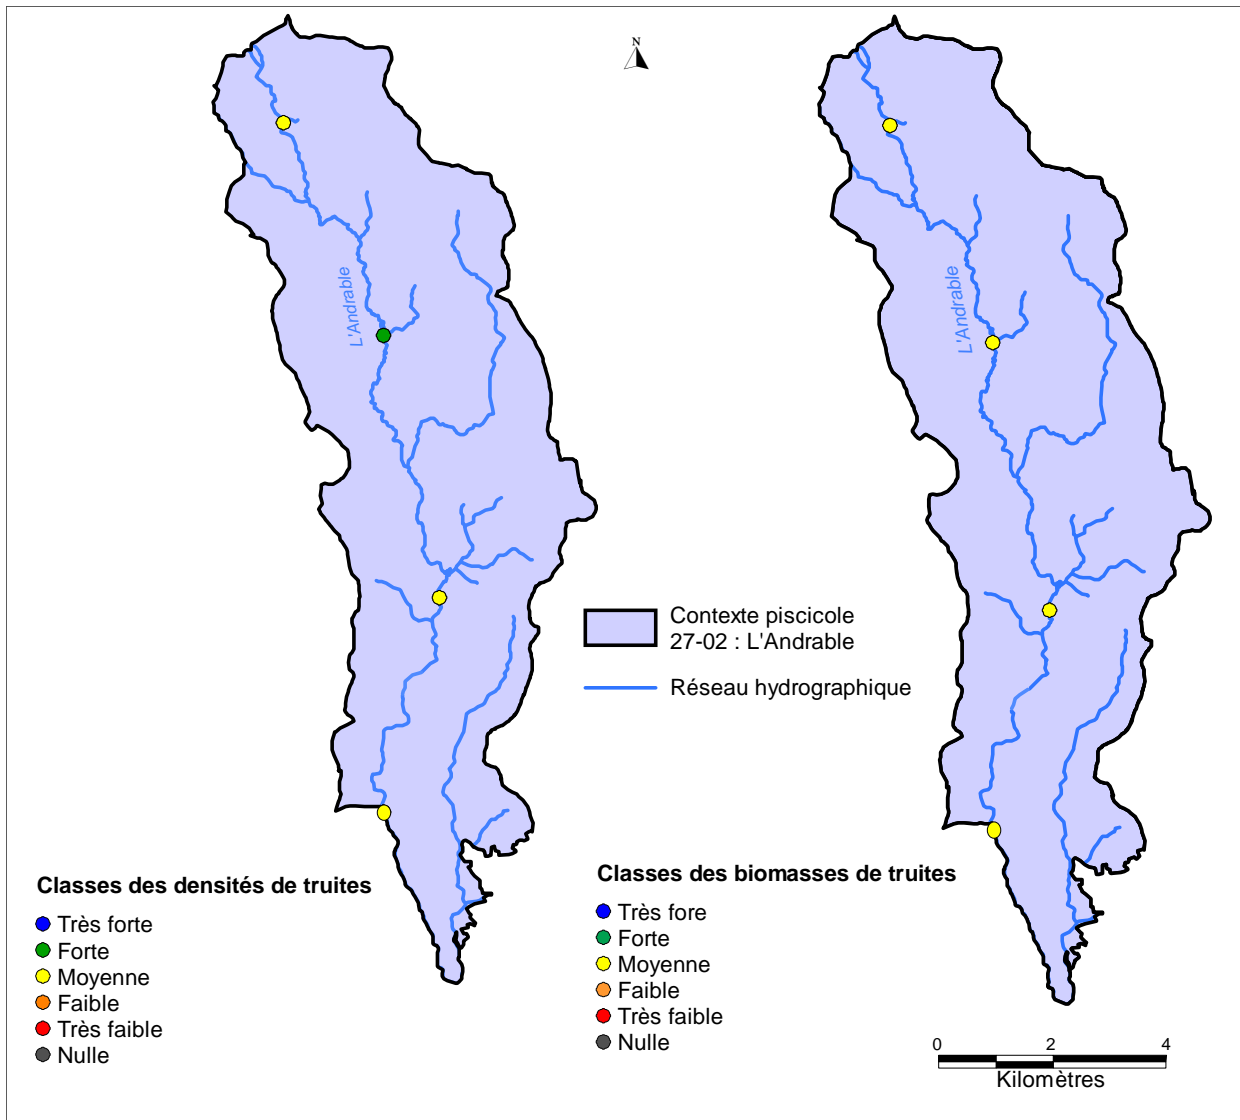 N
L'Andrable
L'Andrable
Contexte piscicole
27-02 : L'Andrable
Réseau hydrographique
Classes des densités de truites
Très forte
Forte
Moyenne
Faible
Très faible
Nulle
Classes des biomasses de truites
Très fore
Forte
Moyenne
Faible
Très faible
Nulle
0 2 4
Kilomètres